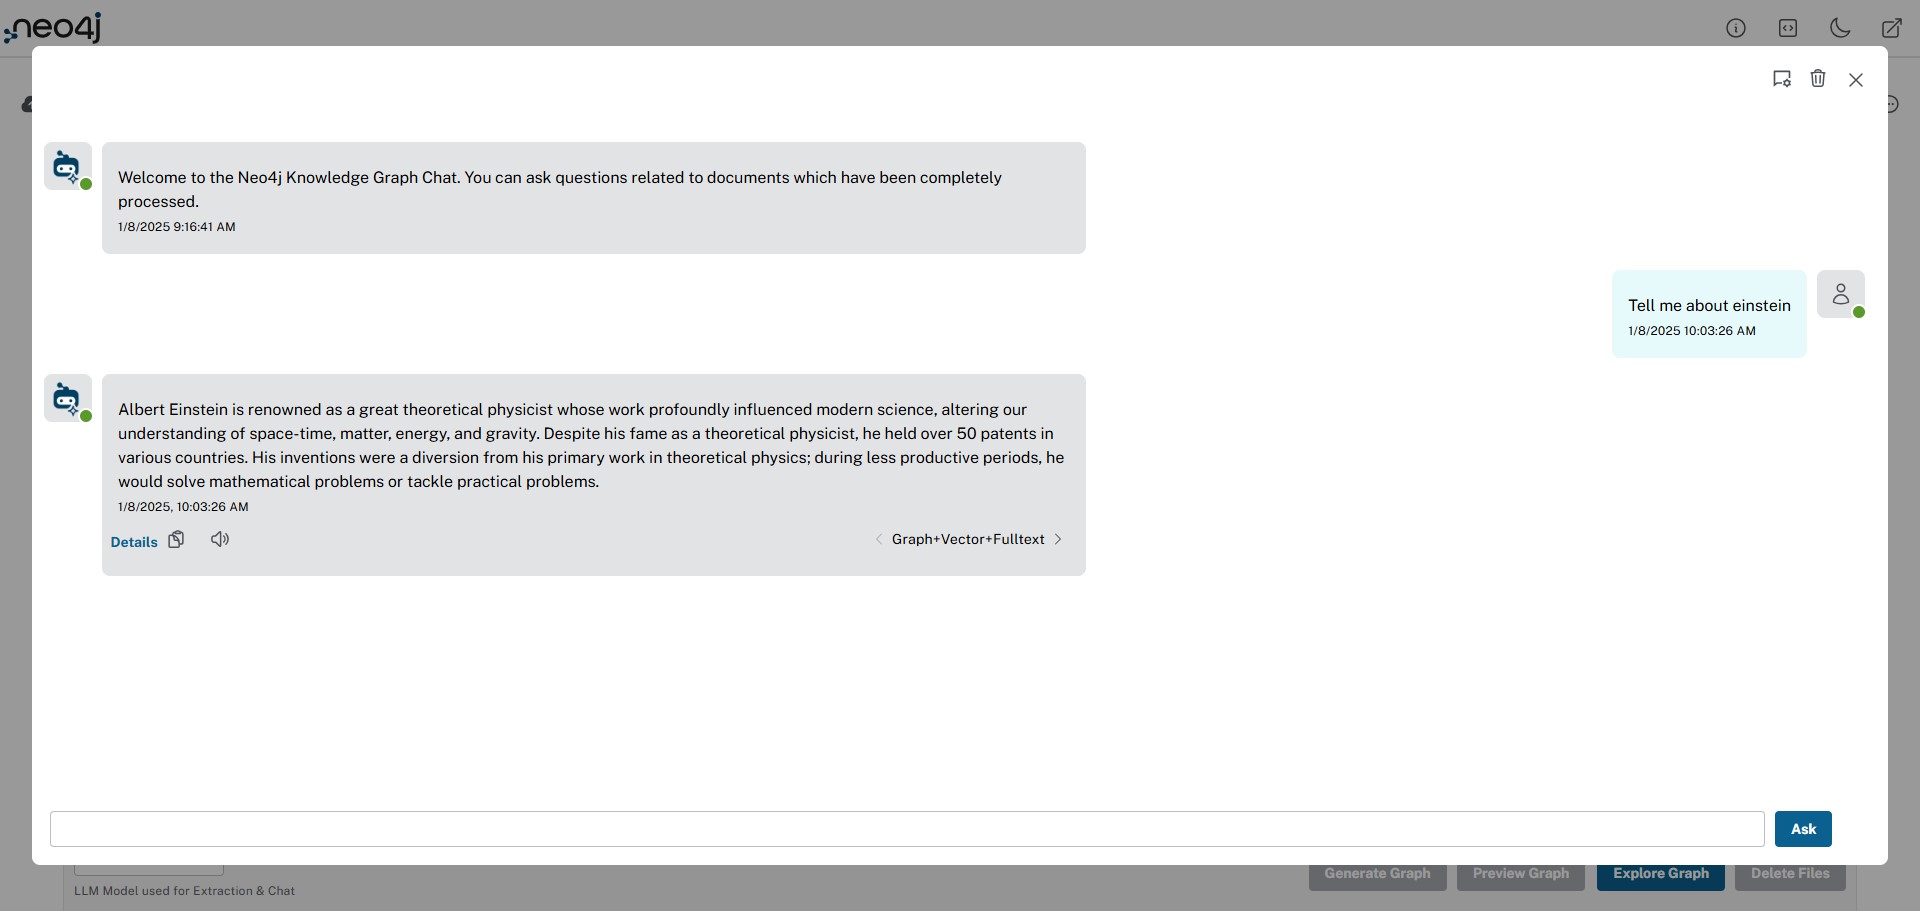 neo4j
Welcome to the Neo4j Knowledge Graph Chat. You can ask questions related to documents which have been completely
processed.
1/8/2025 9:16:41 AM
Tell me about einstein
1/8/2025 10:03:26 AM
Albert Einstein is renowned as a great theoretical physicist whose work profoundly influenced modern science, altering our
understanding of space-time, matter, energy, and gravity. Despite his fame as a theoretical physicist, he held over 50 patents in
various countries. His inventions were a diversion from his primary work in theoretical physics; during less productive periods, he
would solve mathematical problems or tackle practical problems.
1/8/2025, 10:03:26 AM
Details
Graph+Vector+Fulltext
Ask
LLM Model used for Extraction & Chat
Generate Graph
Preview Graph
Explore Graph
Delete Files